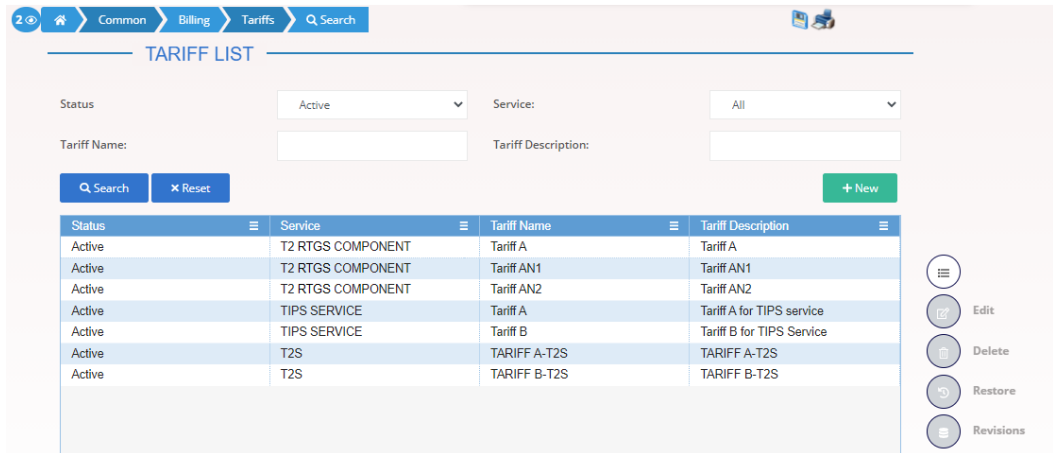 2 Common Billing Tariffs Search
TARIFF LIST
Status Active Service: All
Tariff Name: Tariff Description:
Search Reset New
Status Service Tariff Name Tariff Description
Active T2 RTGS COMPONENT Tariff A Tariff A
Active T2 RTGS COMPONENT Tariff AN1 Tariff AN1
Active T2 RTGS COMPONENT Tariff AN2 Tariff AN2
Active TIPS SERVICE Tariff A Tariff A for TIPS service
Active TIPS SERVICE Tariff B Tariff B for TIPS Service
Active T2S TARIFF A-T2S TARIFF A-T2S
Active T2S TARIFF B-T2S TARIFF B-T2S
Edit
Delete
Restore
Revisions